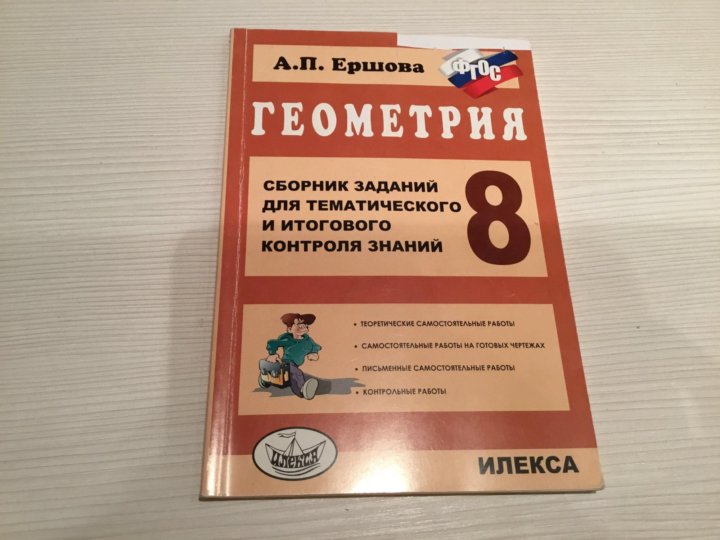 А.П. Ершова
ФГОС
ГЕОМЕТРИЯ
СБОРНИК ЗАДАНИЙ
ДЛЯ ТЕМАТИЧЕСКОГО
И ИТОГОВОГО
КОНТРОЛЯ ЗНАНИЙ
8
• ТЕОРЕТИЧЕСКИЕ САМОСТОЯТЕЛЬНЫЕ РАБОТЫ
• САМОСТОЯТЕЛЬНЫЕ РАБОТЫ НА ГОТОВЫХ ЧЕРТЕЖАХ
• ПИСЬМЕННЫЕ САМОСТОЯТЕЛЬНЫЕ РАБОТЫ
• КОНТРОЛЬНЫЕ РАБОТЫ
ИЛЕКСА
ИЛЕКСА